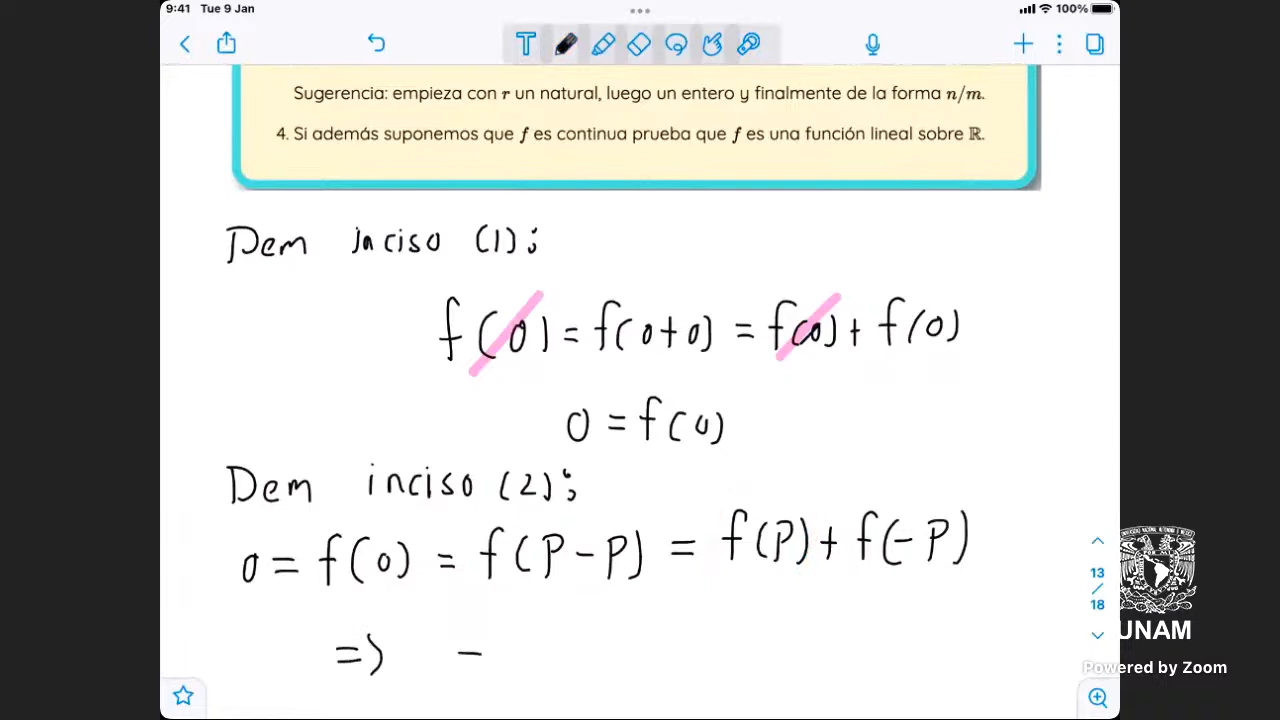 9:41 Tue 9 Jan
100%
Sugerencia: empieza con r un natural, luego un entero y finalmente de la forma n/m.
4. Si además suponemos que f es continua prueba que f es una función lineal sobre ℝ.
Dem inciso (1):
f(0) = f(0+0) = f(0) + f(0)
0 = f(0)
Dem inciso (2):
0 = f(0) = f(P-P) = f(P) + f(-P)
=> -
13
/
18
UNAM
Powered by Zoom